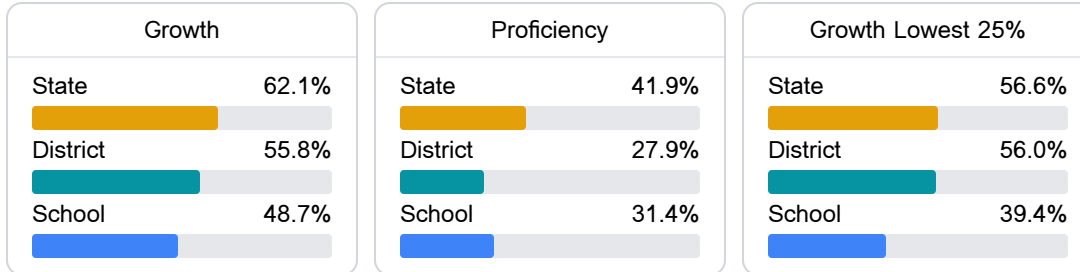 Growth
State 62.1%
District 55.8%
School 48.7%
Proficiency
State 41.9%
District 27.9%
School 31.4%
Growth Lowest 25%
State 56.6%
District 56.0%
School 39.4%